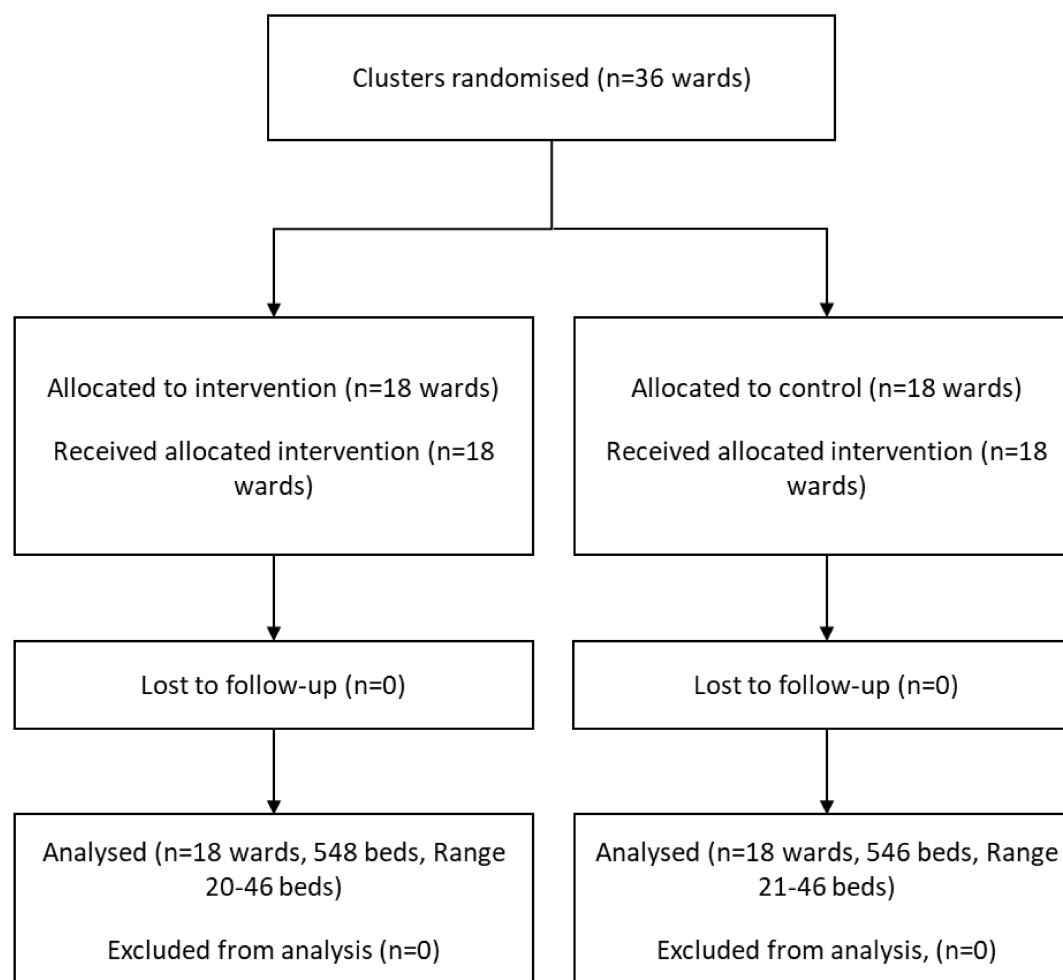 Clusters randomised (n=36 wards)
Allocated to intervention (n=18 wards)
Received allocated intervention (n=18
wards)
Allocated to control (n=18 wards)
Received allocated intervention (n=18
wards)
Lost to follow-up (n=0)
Lost to follow-up (n=0)
Analysed (n=18 wards, 548 beds, Range
20-46 beds)
Excluded from analysis (n=0)
Analysed (n=18 wards, 546 beds, Range
21-46 beds)
Excluded from analysis, (n=0)